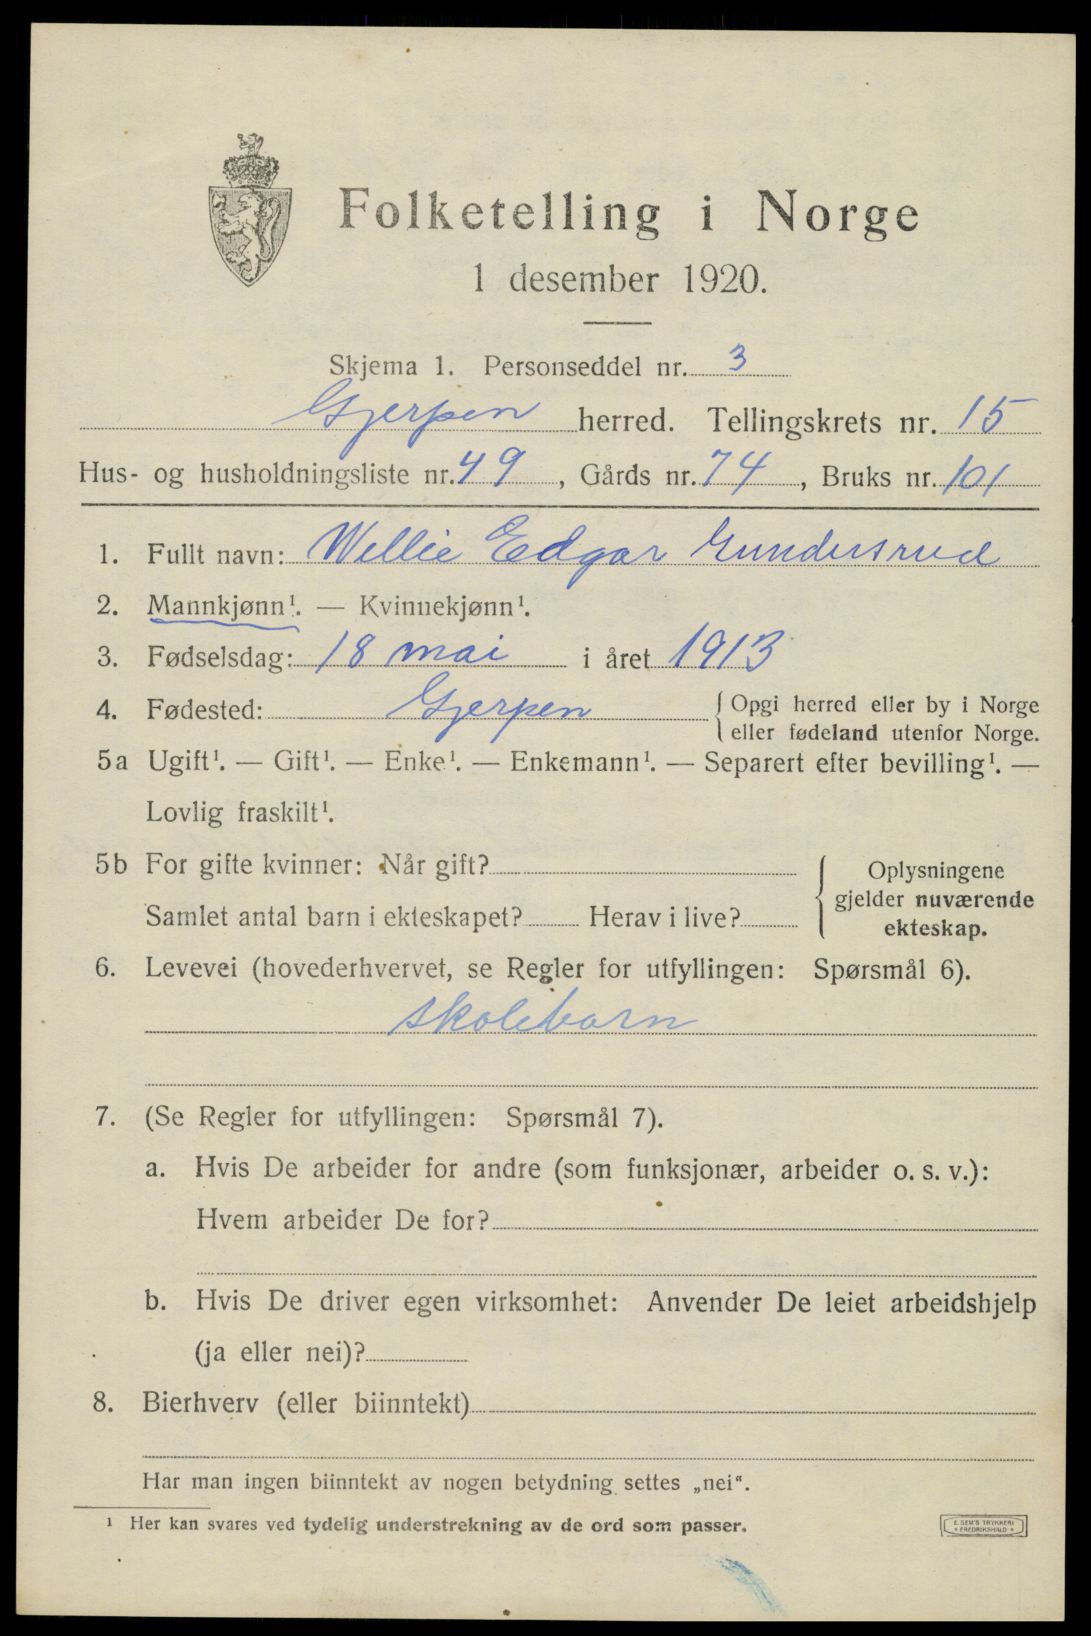 Folketelling i Norge
1 desember 1920.
Skjema 1. Personseddel nr. 3
Gjerpen herred. Tellingskrets nr. 15
Hus- og husholdningsliste nr. 49, Gårds nr. 74, Bruks nr. 101
1. Fullt navn: Willie Edgar Gundersrud
2. Mannkjønn¹. — Kvinnekjønn¹.
3. Fødselsdag: 18 mai i året 1913
4. Fødested: Gjerpen { Opgi herred eller by i Norge
eller fødeland utenfor Norge.
5a Ugift¹. — Gift¹. — Enke¹. — Enkemann¹. — Separert efter bevilling¹. —
Lovlig fraskilt¹.
5b For gifte kvinner: Når gift?
Samlet antal barn i ekteskapet? Herav i live?
{ Oplysningene
gjelder nuværende
ekteskap.
6. Levevei (hovederhvervet, se Regler for utfyllingen: Spørsmål 6).
skolebarn
7. (Se Regler for utfyllingen: Spørsmål 7).
a. Hvis De arbeider for andre (som funksjonær, arbeider o. s. v.):
Hvem arbeider De for?
b. Hvis De driver egen virksomhet: Anvender De leiet arbeidshjelp
(ja eller nei)?
8. Bierhverv (eller biinntekt)
Har man ingen biinntekt av nogen betydning settes „nei“.
¹ Her kan svares ved tydelig understrekning av de ord som passer.
E. SEM'S TRYKKERI
* FREDRIKSHALD *